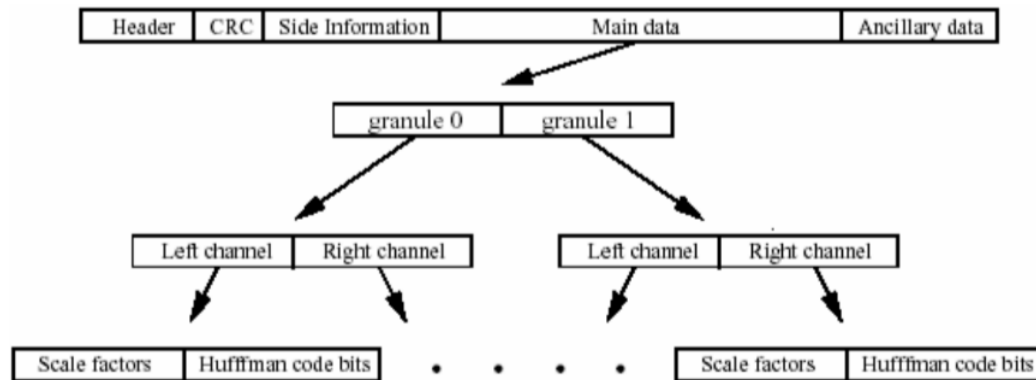 Header CRC Side Information Main data Ancillary data
granule 0 granule 1
Left channel Right channel Left channel Right channel
Scale factors Hufffman code bits Scale factors Hufffman code bits